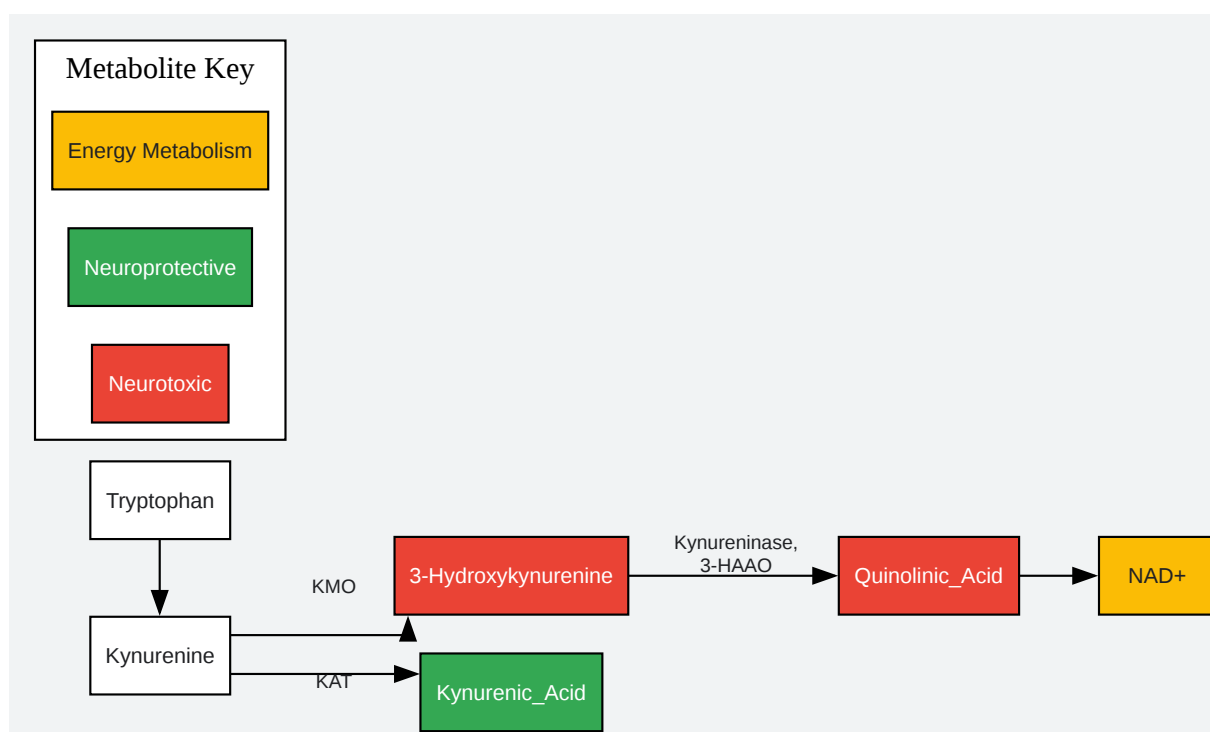 Metabolite Key
Energy Metabolism
Neuroprotective
Neurotoxic
Tryptophan
Kynurenine
KMO
KAT
3-Hydroxykynurenine
Kynurenic_Acid
Kynureninase,
3-HAAO
Quinolinic_Acid
NAD+